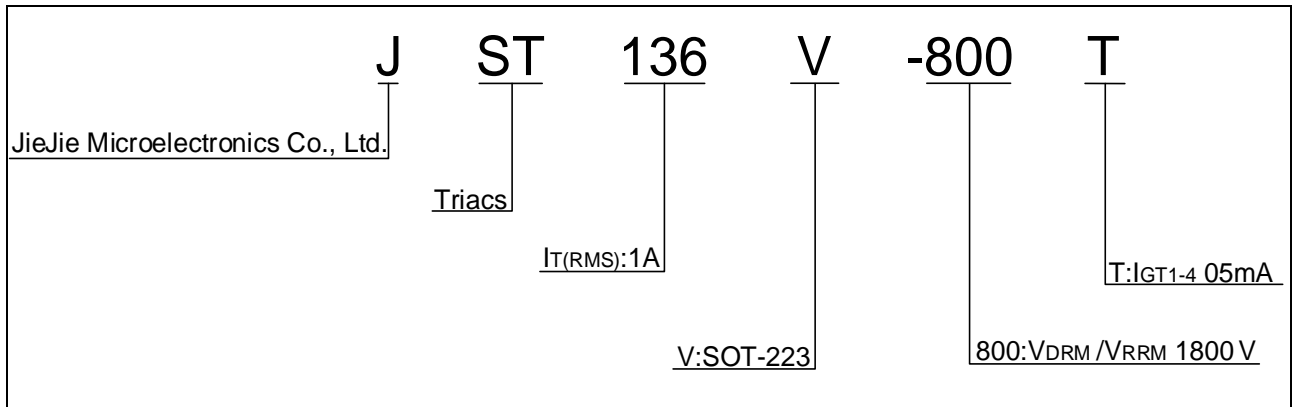 J ST 136 V -800 T
JieJie Microelectronics Co., Ltd.
Triacs
IT(RMS):1A
T:IGT1-4 05mA
V:SOT-223
800:VDRM /VRRM 1800 V